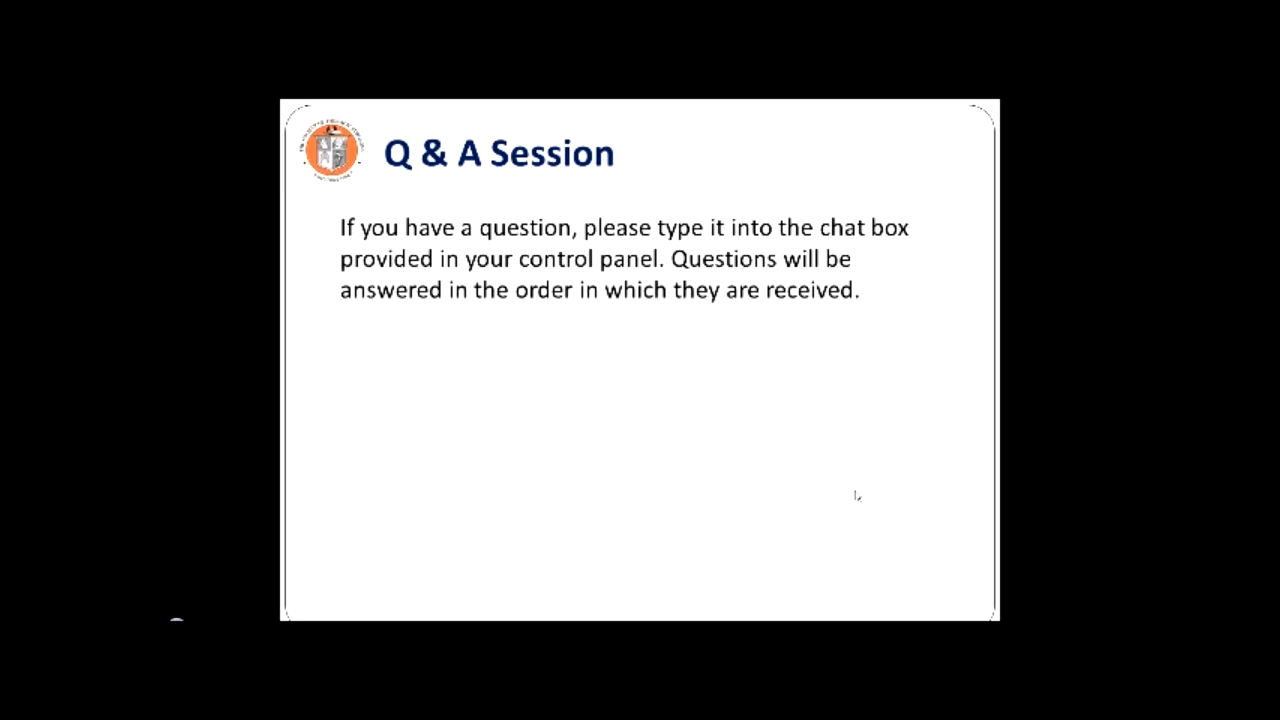 Q & A Session
If you have a question, please type it into the chat box
provided in your control panel. Questions will be
answered in the order in which they are received.